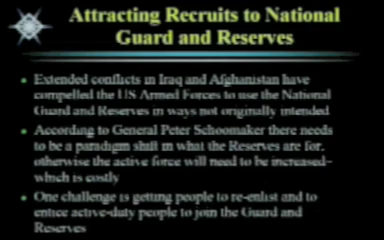 Attracting Recruits to National
Guard and Reserves
Extended conflicts in Iraq and Afghanistan have
compelled the US Armed Forces to use the National
Guard and Reserves in ways not originally intended
According to General Peter Schoomaker there needs
to be a paradigm shift in what the Reserves are for,
otherwise the active force will need to be increased-
which is costly
One challenge is getting people to re-enlist and to
entice active-duty people to join the Guard and
Reserves